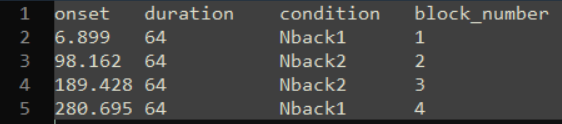 1 onset duration condition block_number
2 6.899 64 Nback1 1
3 98.162 64 Nback2 2
4 189.428 64 Nback2 3
5 280.695 64 Nback1 4